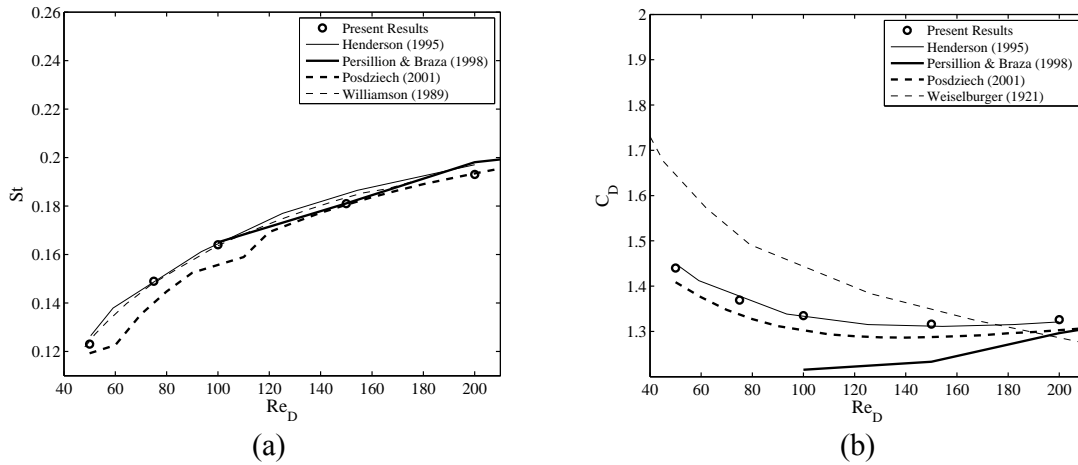 0.26
0.24
0.22
0.2
0.18
0.16
0.14
0.12
St
40 60 80 100 120 140 160 180 200
Re_D
Present Results
Henderson (1995)
Persillion & Braza (1998)
Posdziech (2001)
Williamson (1989)
(a)
2
1.9
1.8
1.7
1.6
1.5
1.4
1.3
C_D
40 60 80 100 120 140 160 180 200
Re_D
Present Results
Henderson (1995)
Persillion & Braza (1998)
Posdziech (2001)
Weiselburger (1921)
(b)